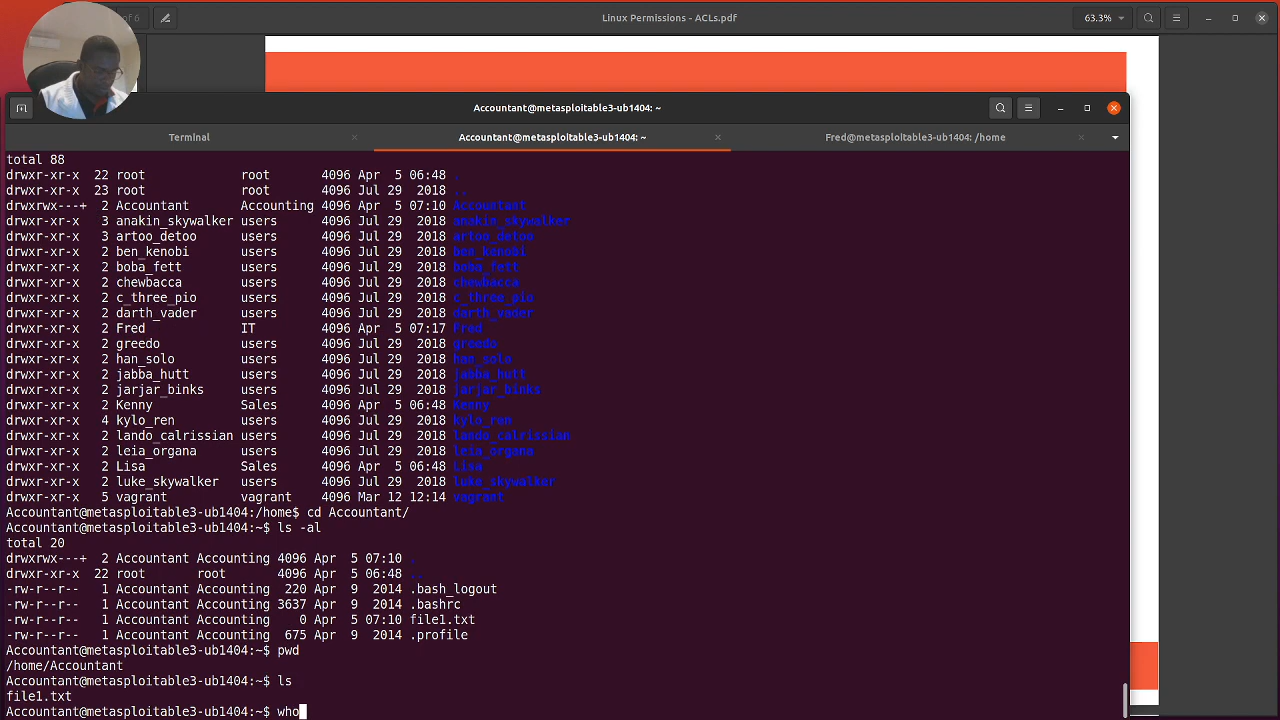 of 6
Linux Permissions - ACLs.pdf
63.3%
Accountant@metasploitable3-ub1404: ~
Terminal
Accountant@metasploitable3-ub1404: ~
Fred@metasploitable3-ub1404: /home
total 88
drwxr-xr-x  22 root             root         4096 Apr  5 06:48 .
drwxr-xr-x  23 root             root         4096 Jul 29  2018 ..
drwxrwx---+  2 Accountant       Accounting 4096 Apr  5 07:10 Accountant
drwxr-xr-x   3 anakin_skywalker users      4096 Jul 29  2018 anakin_skywalker
drwxr-xr-x   3 artoo_detoo      users      4096 Jul 29  2018 artoo_detoo
drwxr-xr-x   2 ben_kenobi       users      4096 Jul 29  2018 ben_kenobi
drwxr-xr-x   2 boba_fett        users      4096 Jul 29  2018 boba_fett
drwxr-xr-x   2 chewbacca        users      4096 Jul 29  2018 chewbacca
drwxr-xr-x   2 c_three_pio      users      4096 Jul 29  2018 c_three_pio
drwxr-xr-x   2 darth_vader      users      4096 Jul 29  2018 darth_vader
drwxr-xr-x   2 Fred             IT         4096 Apr  5 07:17 Fred
drwxr-xr-x   2 greedo           users      4096 Jul 29  2018 greedo
drwxr-xr-x   2 han_solo         users      4096 Jul 29  2018 han_solo
drwxr-xr-x   2 jabba_hutt       users      4096 Jul 29  2018 jabba_hutt
drwxr-xr-x   2 jarjar_binks     users      4096 Jul 29  2018 jarjar_binks
drwxr-xr-x   2 Kenny            Sales      4096 Apr  5 06:48 Kenny
drwxr-xr-x   4 kylo_ren         users      4096 Jul 29  2018 kylo_ren
drwxr-xr-x   2 lando_calrissian users      4096 Jul 29  2018 lando_calrissian
drwxr-xr-x   2 leia_organa      users      4096 Jul 29  2018 leia_organa
drwxr-xr-x   2 Lisa             Sales      4096 Apr  5 06:48 Lisa
drwxr-xr-x   2 luke_skywalker   users      4096 Jul 29  2018 luke_skywalker
drwxr-xr-x   5 vagrant          vagrant    4096 Mar 12 12:14 vagrant
Accountant@metasploitable3-ub1404:/home$ cd Accountant/
Accountant@metasploitable3-ub1404:~$ ls -al
total 20
drwxrwx---+  2 Accountant Accounting 4096 Apr  5 07:10 .
drwxr-xr-x  22 root       root       4096 Apr  5 06:48 ..
-rw-r--r--   1 Accountant Accounting  220 Apr  9  2014 .bash_logout
-rw-r--r--   1 Accountant Accounting 3637 Apr  9  2014 .bashrc
-rw-r--r--   1 Accountant Accounting    0 Apr  5 07:10 file1.txt
-rw-r--r--   1 Accountant Accounting  675 Apr  9  2014 .profile
Accountant@metasploitable3-ub1404:~$ pwd
/home/Accountant
Accountant@metasploitable3-ub1404:~$ ls
file1.txt
Accountant@metasploitable3-ub1404:~$ who